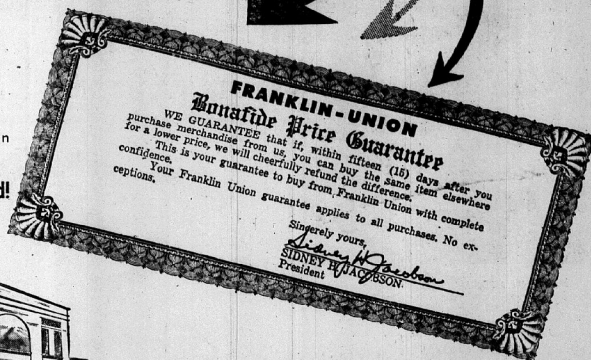 FRANKLIN-UNION
Bonafide Price Guarantee
WE GUARANTEE that if, within fifteen (15) days after you
purchase merchandise from us, you can buy the same item elsewhere
for a lower price, we will cheerfully refund the difference.
This is your guarantee to buy from Franklin-Union with complete
confidence.
Your Franklin Union guarantee applies to all purchases. No ex-
ceptions.
Sincerely yours,
Sidney H Jacobson
SIDNEY H. JACOBSON
President
n
d!